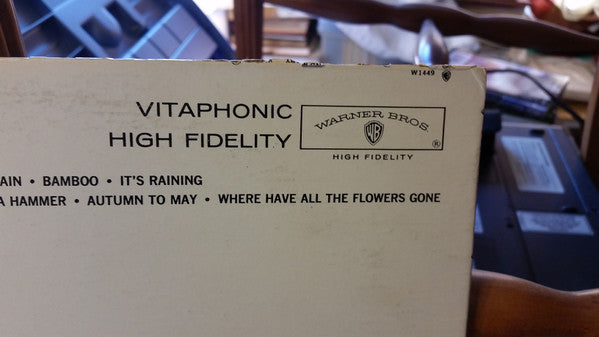 W1449
VITAPHONIC
HIGH FIDELITY
WARNER BROS.
WB
®
HIGH FIDELITY
AIN • BAMBOO • IT'S RAINING
A HAMMER • AUTUMN TO MAY • WHERE HAVE ALL THE FLOWERS GONE